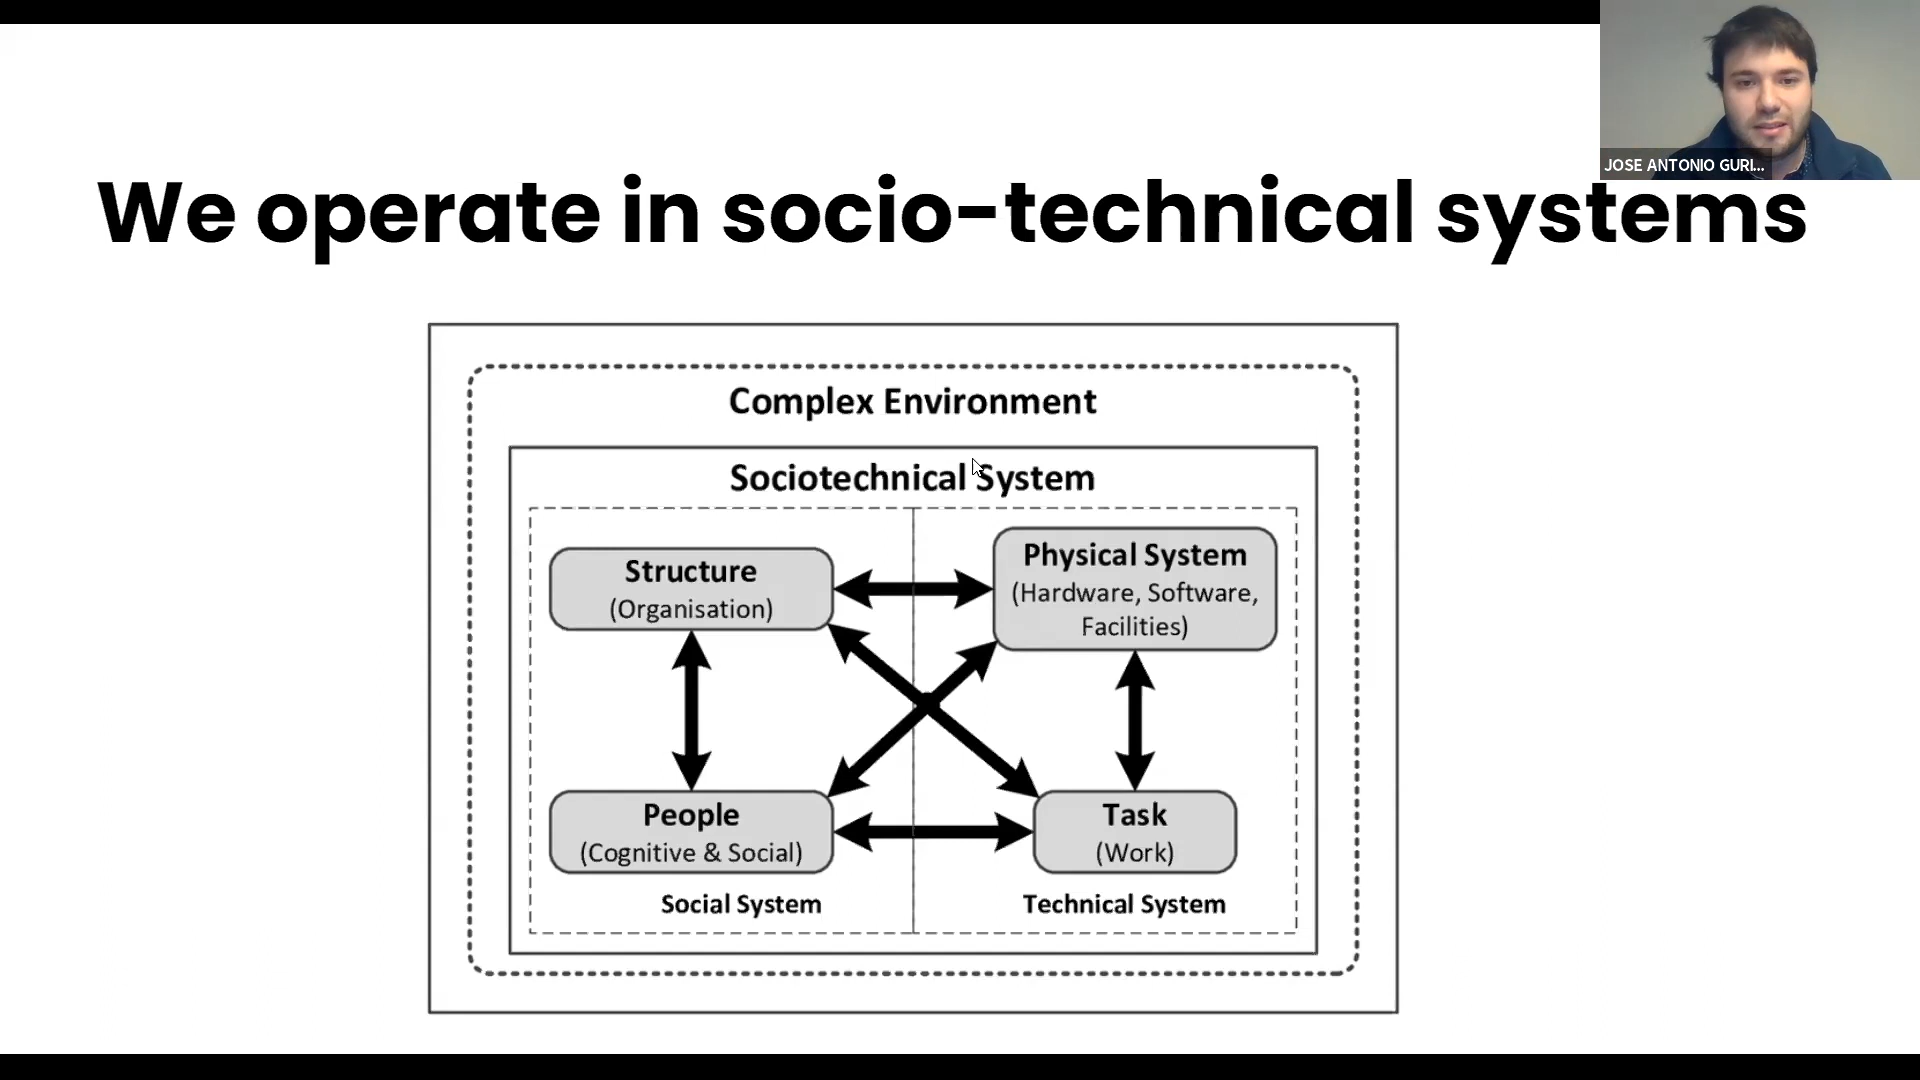 JOSE ANTONIO GURI...
We operate in socio-technical systems
Complex Environment
Sociotechnical System
Structure
(Organisation)
Physical System
(Hardware, Software,
Facilities)
People
(Cognitive & Social)
Task
(Work)
Social System
Technical System